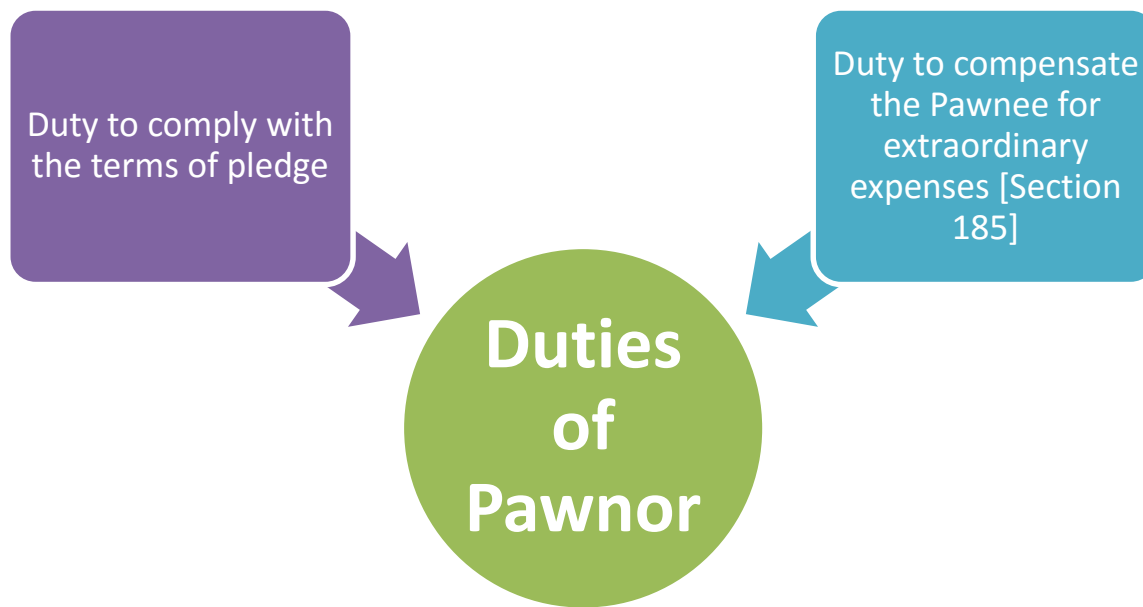 Duty to comply with
the terms of pledge
Duty to compensate
the Pawnee for
extraordinary
expenses [Section
185]
Duties
of
Pawnor